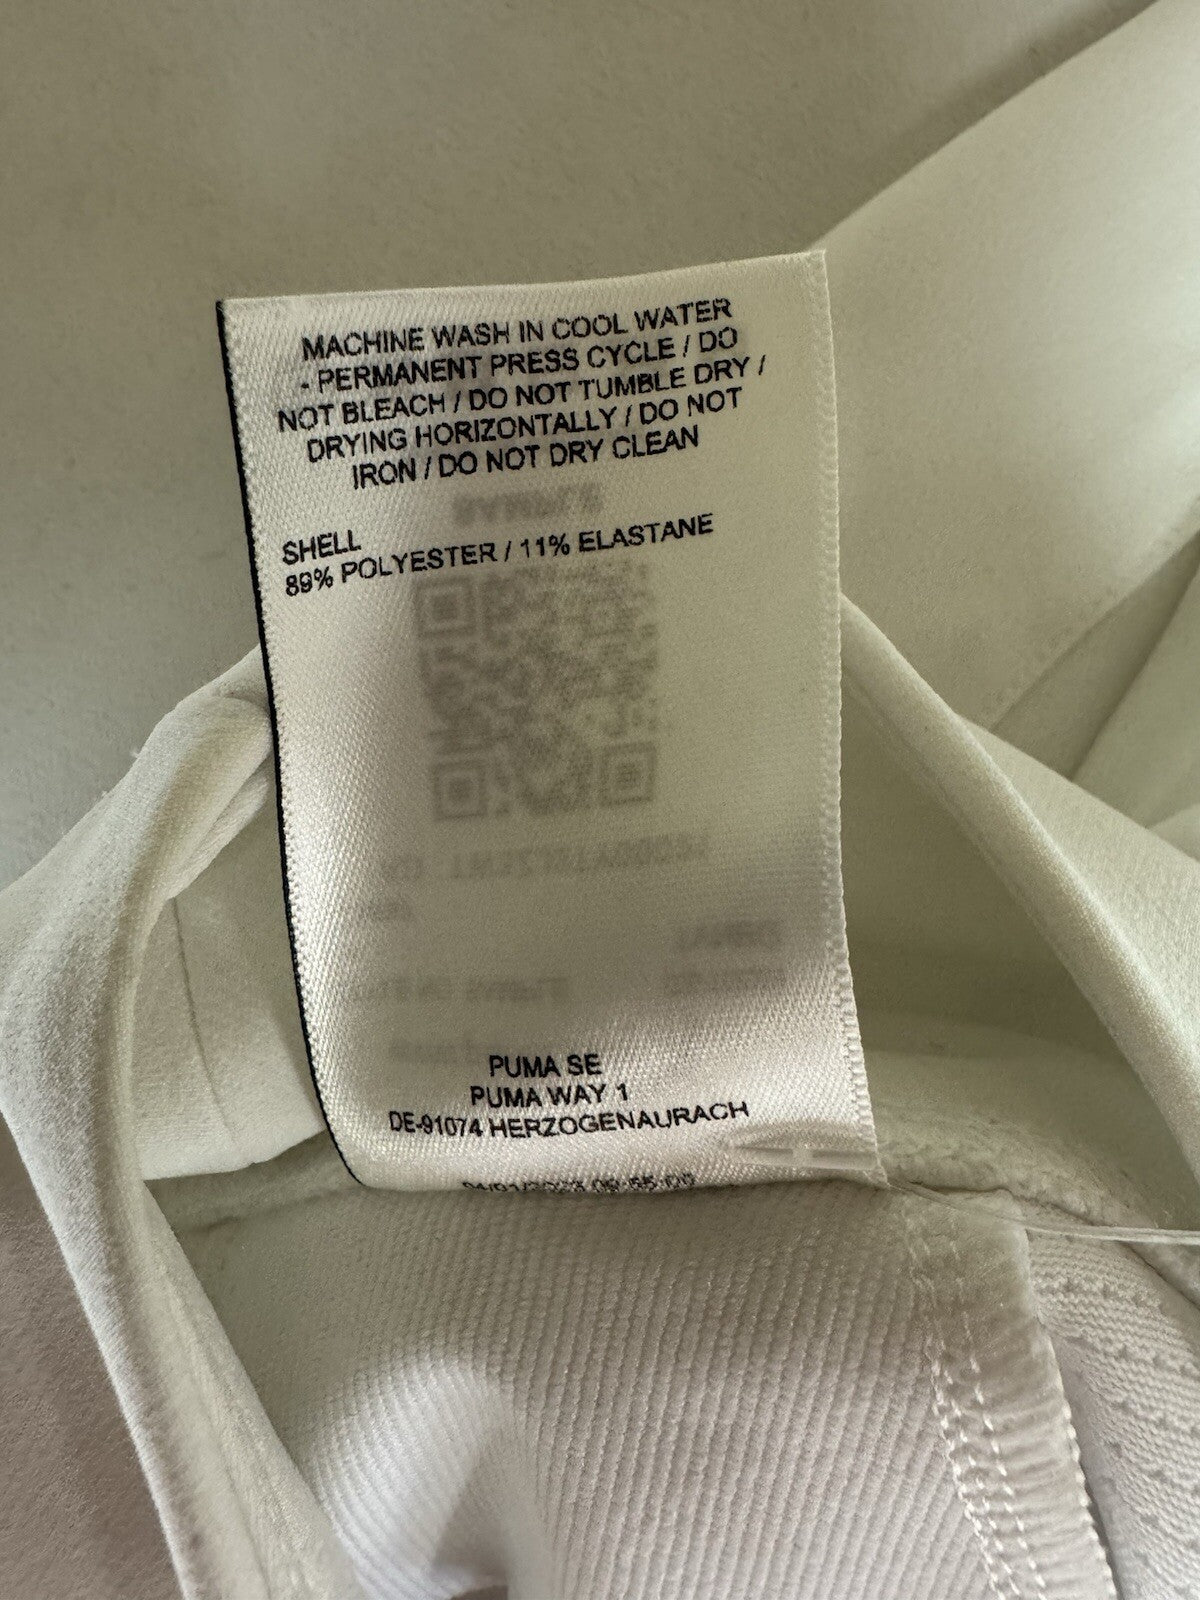 MACHINE WASH IN COOL WATER
- PERMANENT PRESS CYCLE / DO
NOT BLEACH / DO NOT TUMBLE DRY /
DRYING HORIZONTALLY / DO NOT
IRON / DO NOT DRY CLEAN
SHELL
89% POLYESTER / 11% ELASTANE
PUMA SE
PUMA WAY 1
DE-91074 HERZOGENAURACH